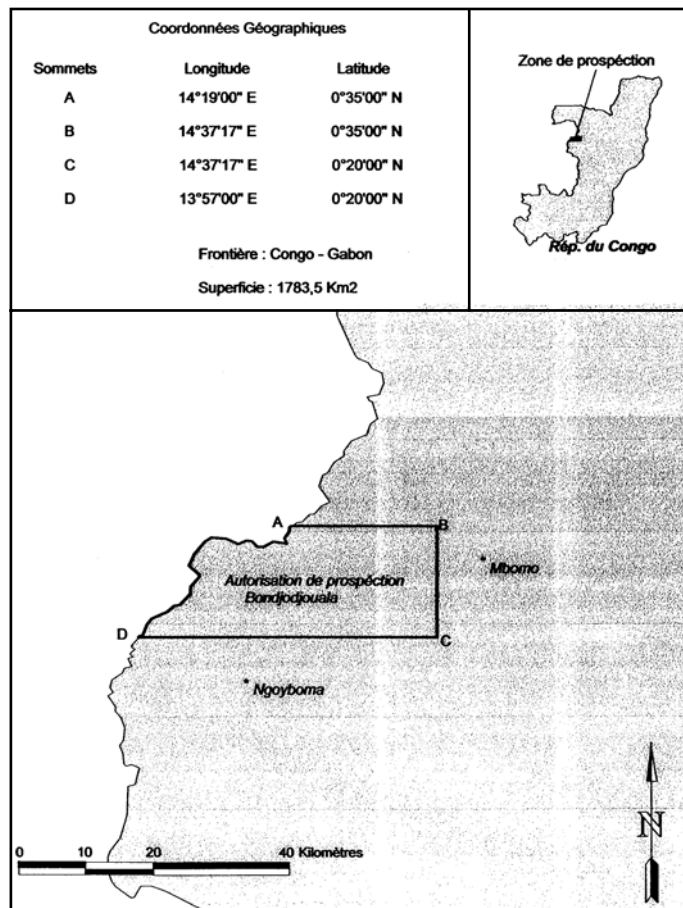 Coordonnées Géographiques
Sommets Longitude Latitude
A 14°19'00" E 0°35'00" N
B 14°37'17" E 0°35'00" N
C 14°37'17" E 0°20'00" N
D 13°57'00" E 0°20'00" N
Frontière : Congo - Gabon
Superficie : 1783,5 Km2
Zone de prospéction
Rép. du Congo
A
B
Mbomo
Autorisation de prospéction
Bondjodjouala
D
C
Ngoyboma
N
0 10 20 40 Kilomètres